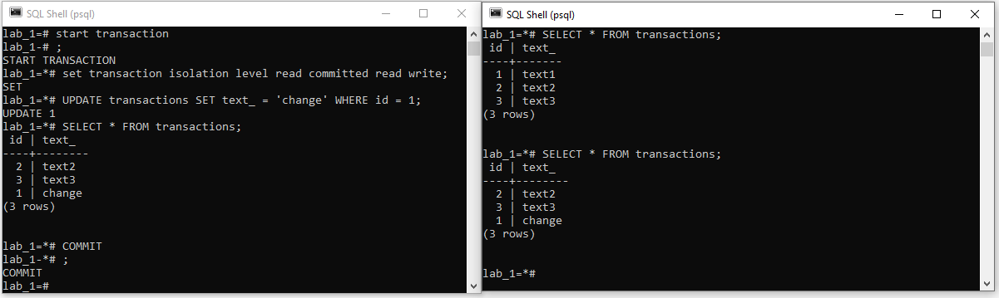 SQL Shell (psql)
lab_1=# start transaction
lab_1-# ;
START TRANSACTION
lab_1=*# set transaction isolation level read committed read write;
SET
lab_1=*# UPDATE transactions SET text_ = 'change' WHERE id = 1;
UPDATE 1
lab_1=*# SELECT * FROM transactions;
 id | text_
----+--------
  2 | text2
  3 | text3
  1 | change
(3 rows)
lab_1=*# COMMIT
lab_1-*# ;
COMMIT
lab_1=#
SQL Shell (psql)
lab_1=*# SELECT * FROM transactions;
 id | text_
----+-------
  1 | text1
  2 | text2
  3 | text3
(3 rows)
lab_1=*# SELECT * FROM transactions;
 id | text_
----+--------
  2 | text2
  3 | text3
  1 | change
(3 rows)
lab_1=*#